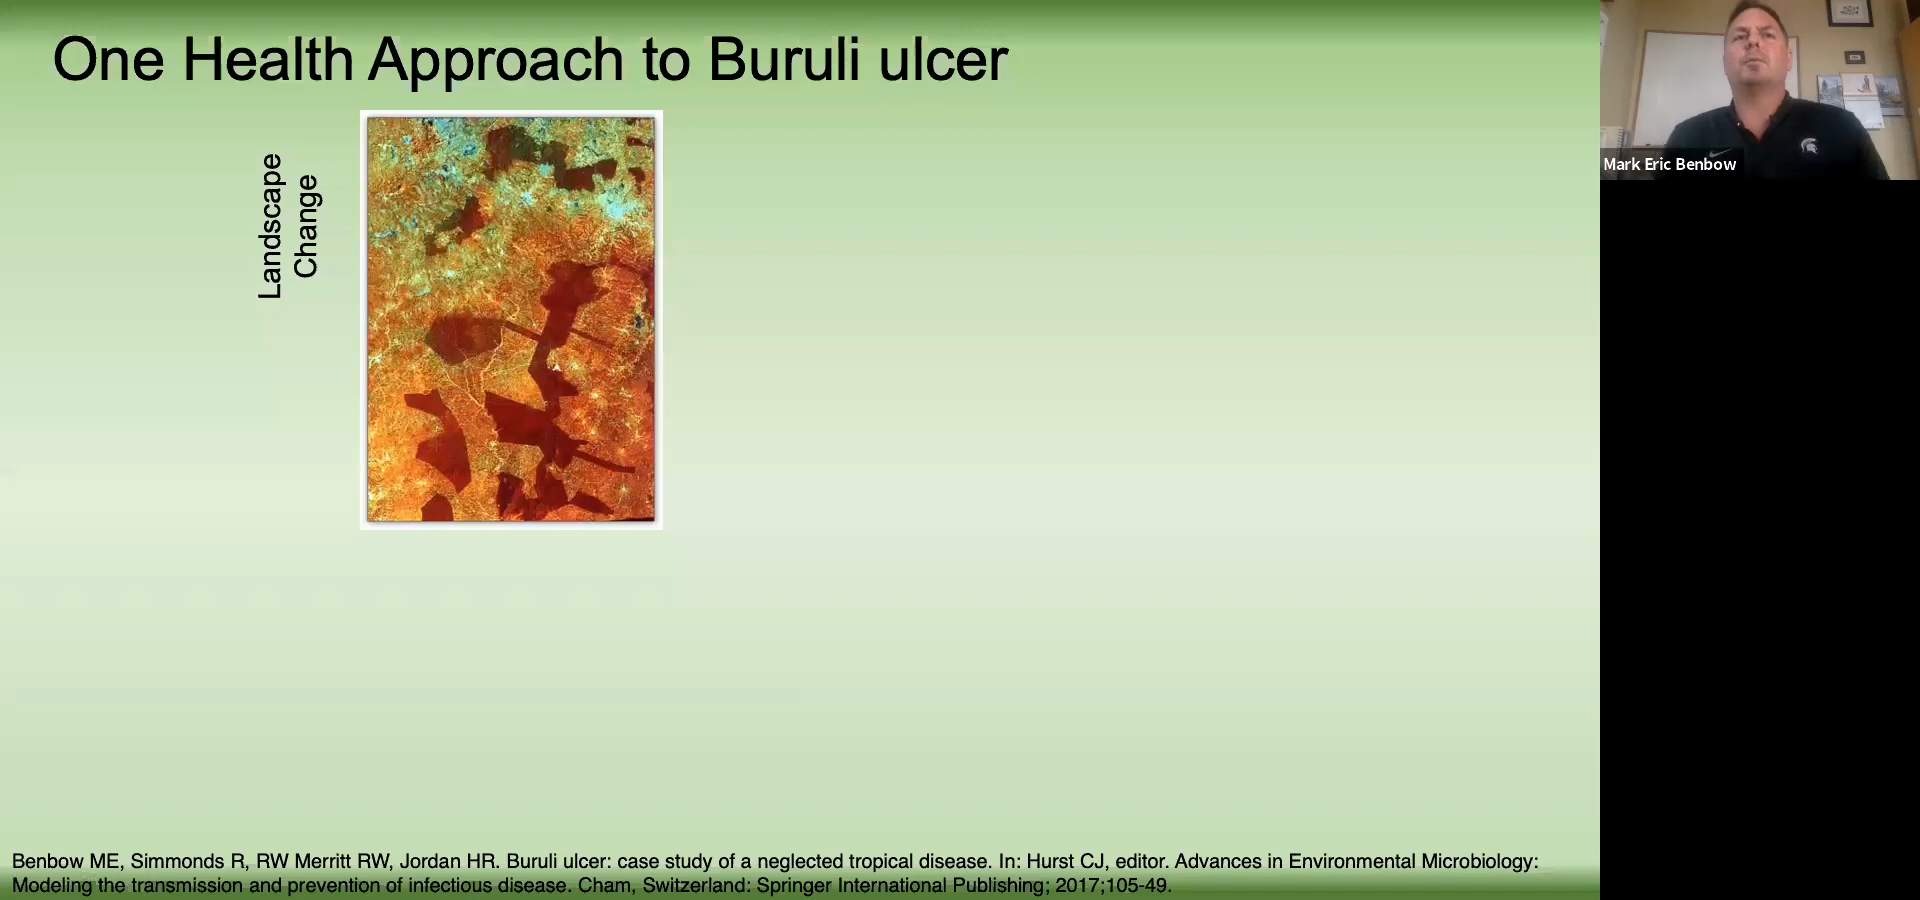 One Health Approach to Buruli ulcer
Landscape
Change
Mark Eric Benbow
Benbow ME, Simmonds R, RW Merritt RW, Jordan HR. Buruli ulcer: case study of a neglected tropical disease. In: Hurst CJ, editor. Advances in Environmental Microbiology:
Modeling the transmission and prevention of infectious disease. Cham, Switzerland: Springer International Publishing; 2017;105-49.